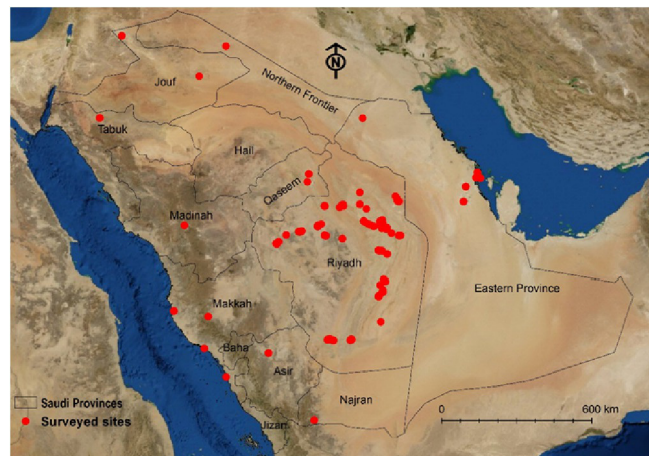 N
Northern Frontier
Jouf
Tabuk
Hail
Qaseem
Madinah
Riyadh
Eastern Province
Makkah
Baha
Asir
Najran
Jizan
Saudi Provinces
Surveyed sites
0 600 km